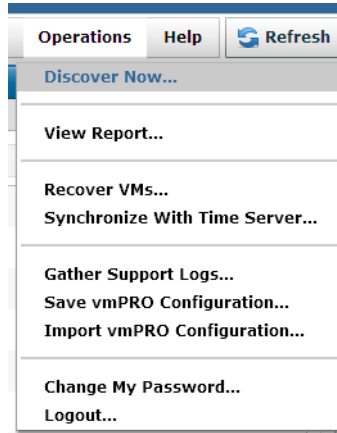 Operations Help Refresh
Discover Now...
View Report...
Recover VMs...
Synchronize With Time Server...
Gather Support Logs...
Save vmPRO Configuration...
Import vmPRO Configuration...
Change My Password...
Logout...